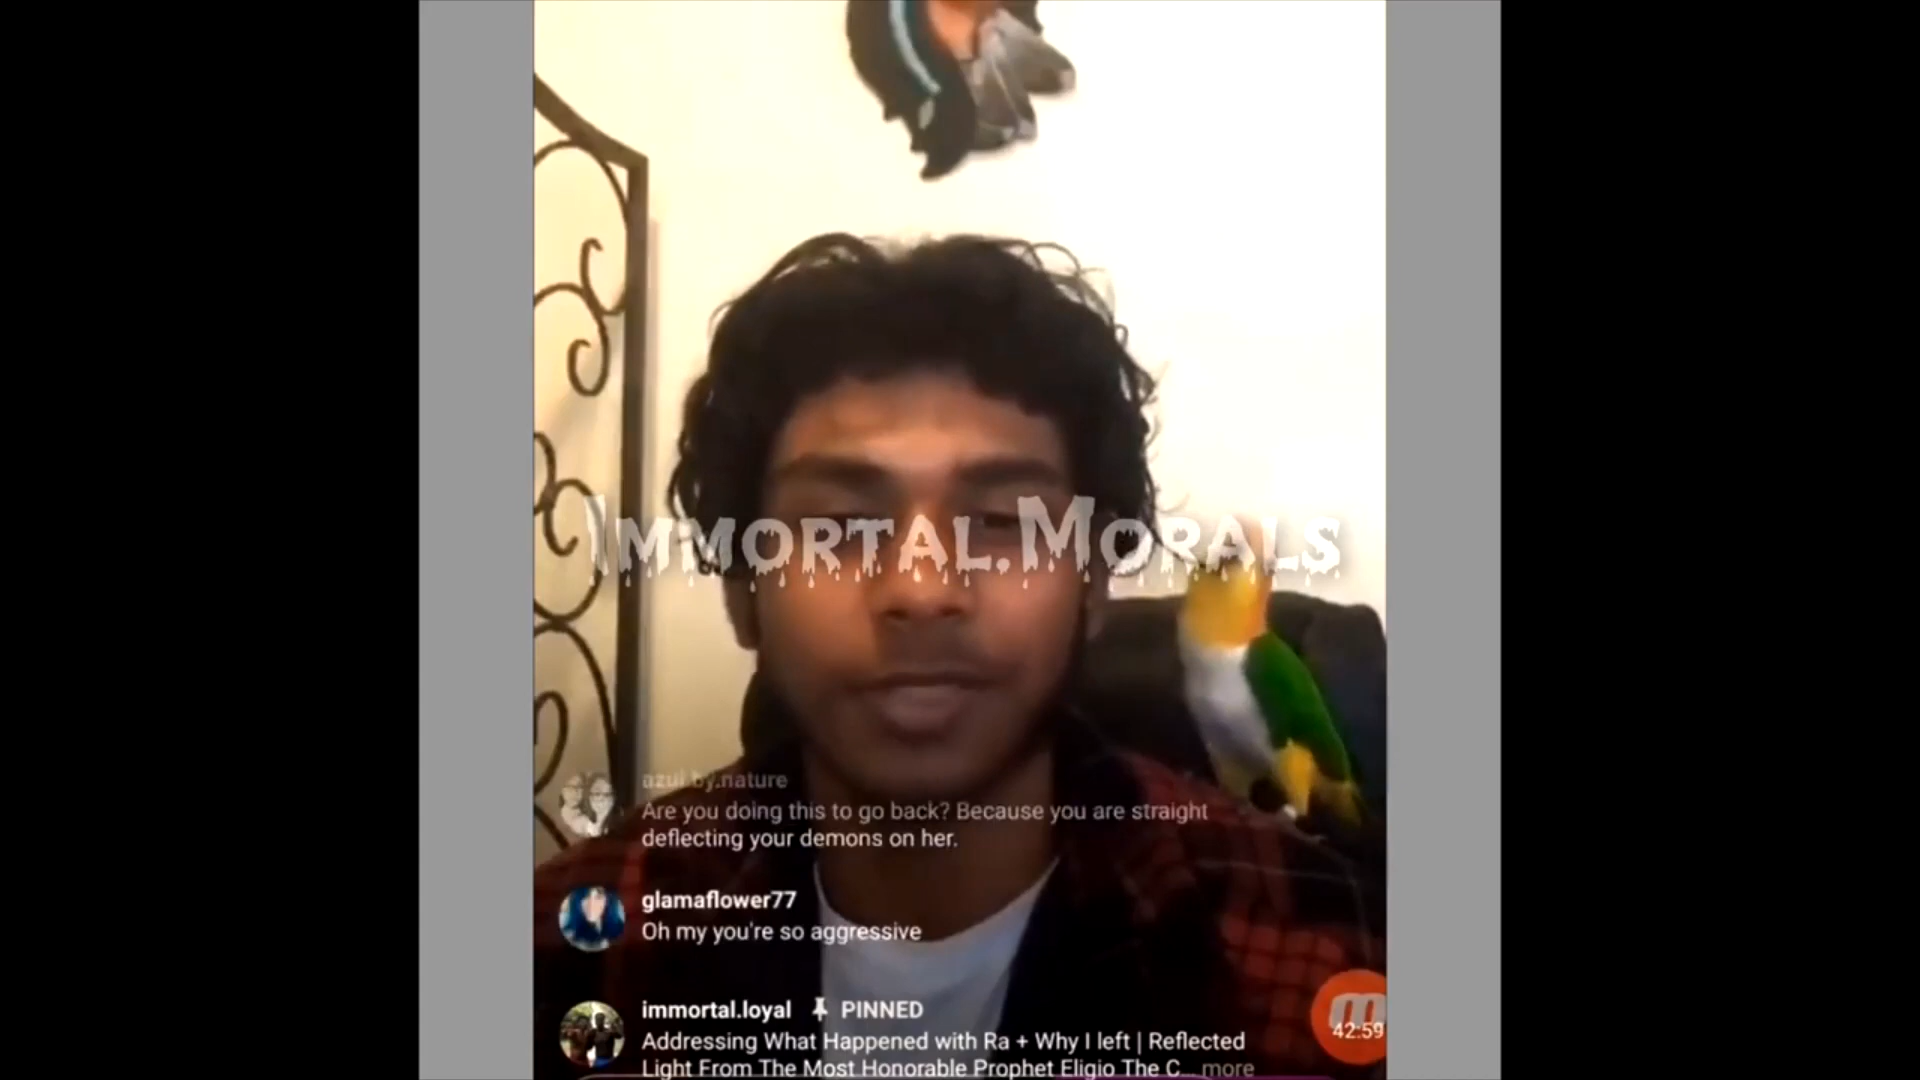 Immortal.Morals
azul.by.nature
Are you doing this to go back? Because you are straight
deflecting your demons on her.
glamaflower77
Oh my you're so aggressive
immortal.loyal PINNED
Addressing What Happened with Ra + Why I left | Reflected
Light From The Most Honorable Prophet Eligio The C... more
42:59